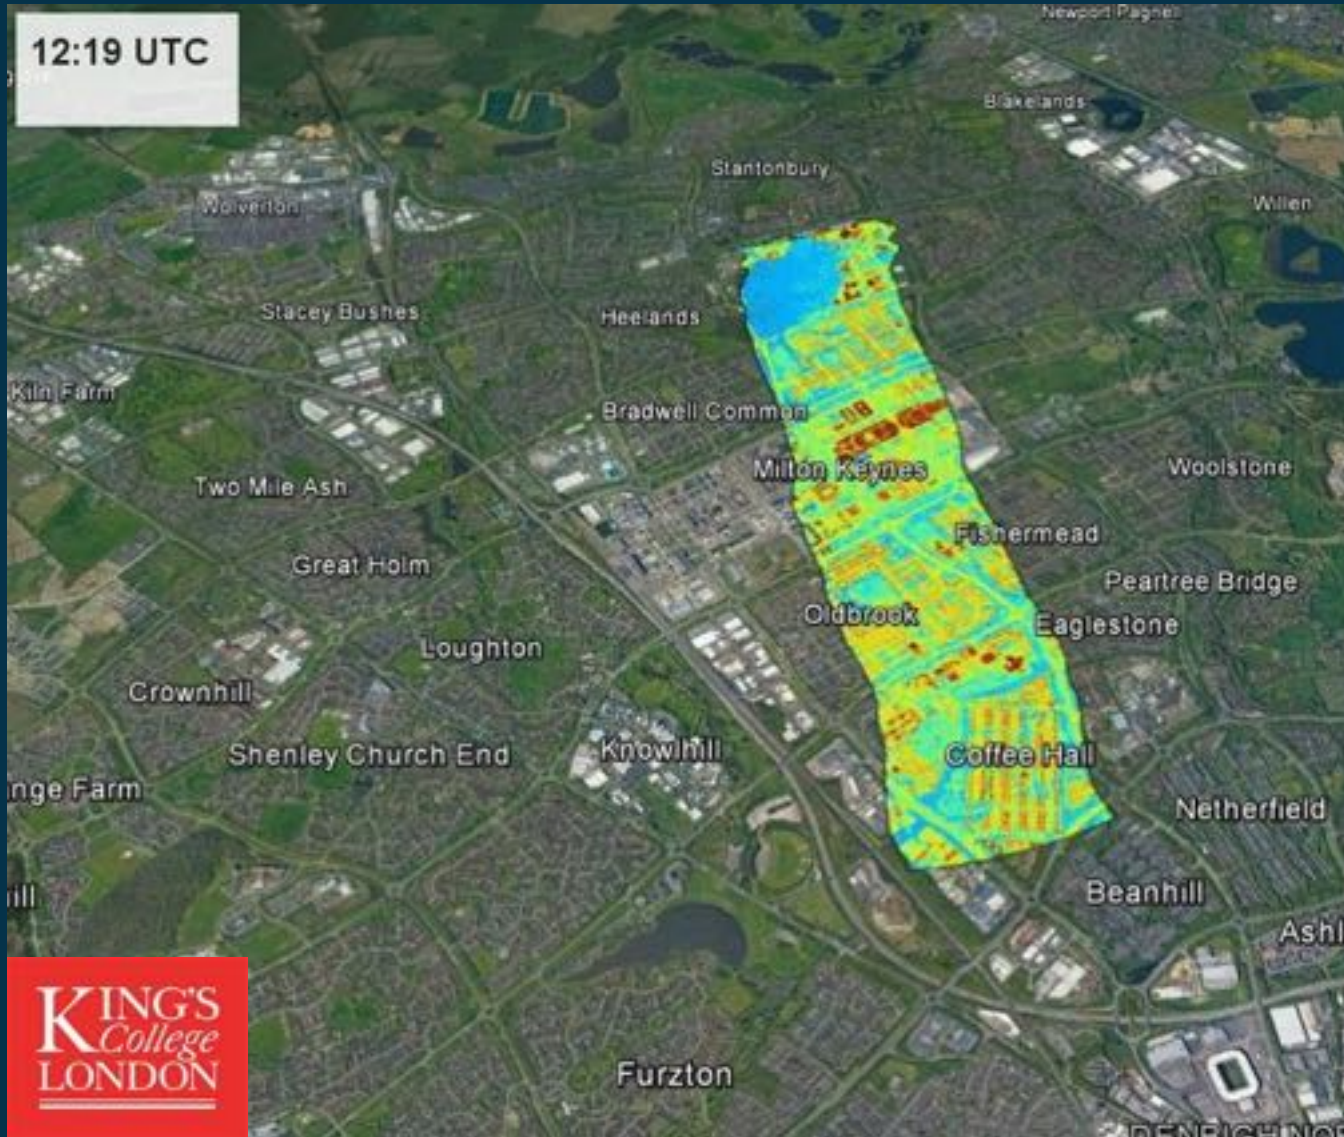 12:19 UTC
Newport Pagnell
Blakelands
Stantonbury
Wolverton
Willen
Stacey Bushes
Heelands
Kiln Farm
Bradwell Common
Milton Keynes
Woolstone
Two Mile Ash
Fishermead
Great Holm
Peartree Bridge
Oldbrook
Eaglestone
Loughton
Crownhill
Shenley Church End
Knowlhill
Coffee Hall
nge Farm
Netherfield
ill
Beanhill
Ashl
KING'S
College
LONDON
Furzton